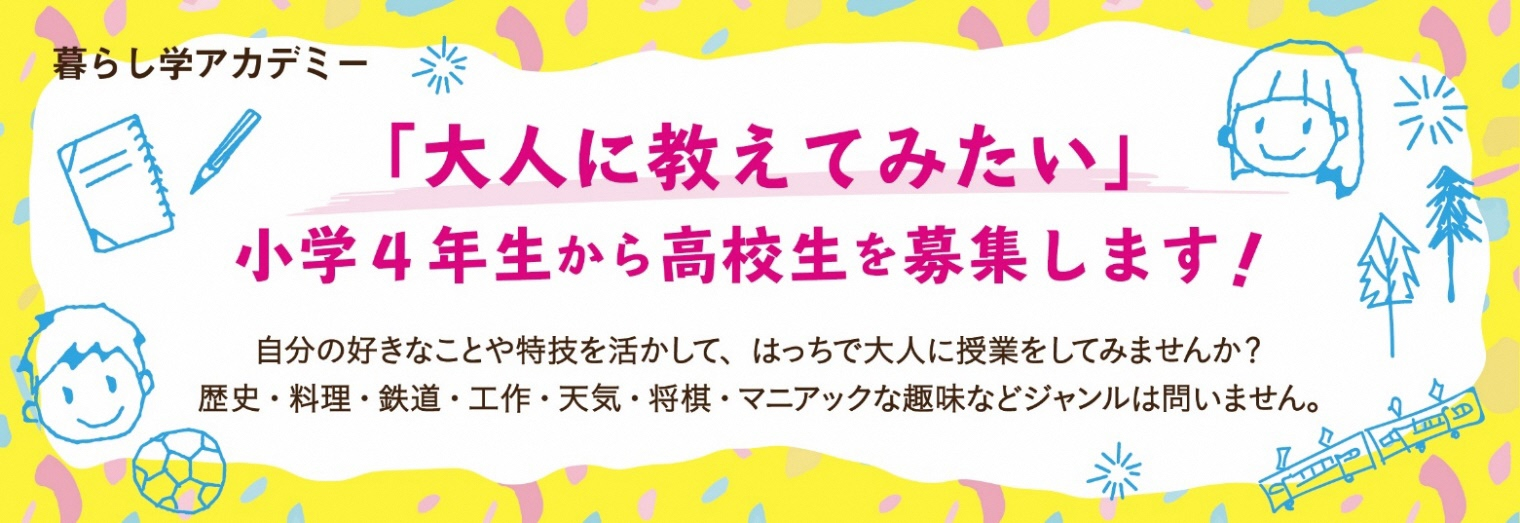 暮らし学アカデミー
「大人に教えてみたい」
小学4年生から高校生を募集します！
自分の好きなことや特技を活かして、はっちで大人に授業をしてみませんか？
歴史・料理・鉄道・工作・天気・将棋・マニアックな趣味などジャンルは問いません。